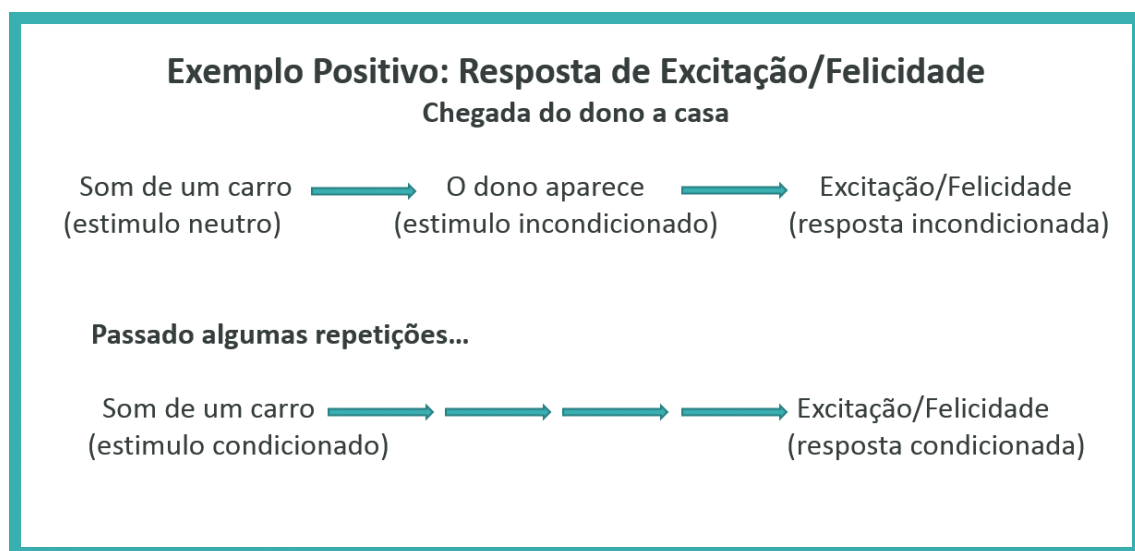 Exemplo Positivo: Resposta de Excitação/Felicidade
Chegada do dono a casa
Som de um carro O dono aparece Excitação/Felicidade
(estimulo neutro) (estimulo incondicionado) (resposta incondicionada)
Passado algumas repetições...
Som de um carro Excitação/Felicidade
(estimulo condicionado) (resposta condicionada)